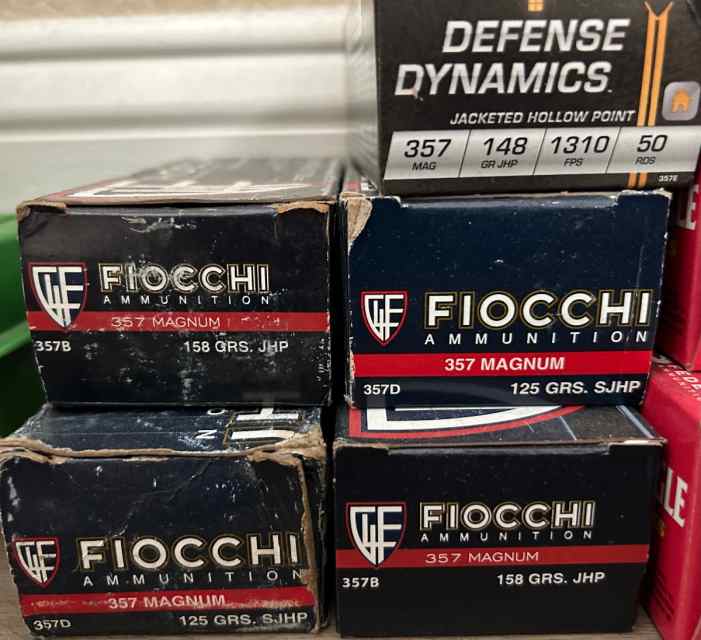 DEFENSE
DYNAMICS
JACKETED HOLLOW POINT
357 148 1310 50
MAG GR JHP FPS RDS
357E
FIOCCHI
AMMUNITION
357 MAGNUM
357B 158 GRS. JHP
FIOCCHI
AMMUNITION
357 MAGNUM
357D 125 GRS. SJHP
FIOCCHI
AMMUNITION
357 MAGNUM
357D 125 GRS. SJHP
FIOCCHI
AMMUNITION
357 MAGNUM
357B 158 GRS. JHP